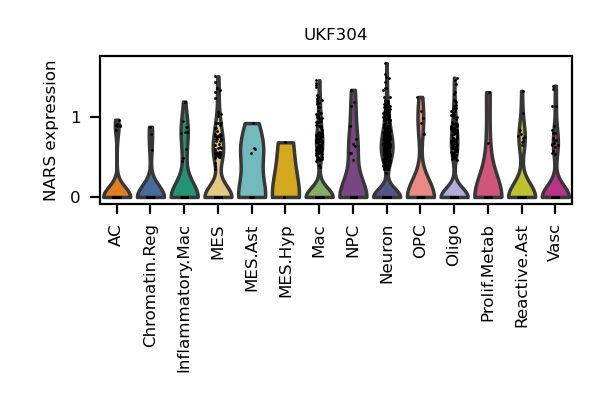 UKF304
NARS expression
1
0
AC
Chromatin.Reg
Inflammatory.Mac
MES
MES.Ast
MES.Hyp
Mac
NPC
Neuron
OPC
Oligo
Prolif.Metab
Reactive.Ast
Vasc